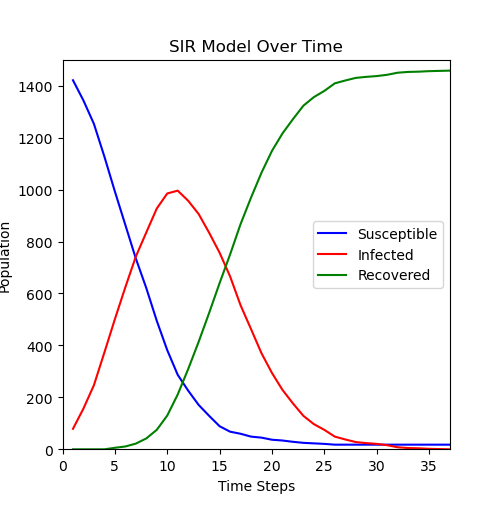 SIR Model Over Time
1400
1200
1000
800
600
400
200
0
Population
Susceptible
Infected
Recovered
0 5 10 15 20 25 30 35
Time Steps